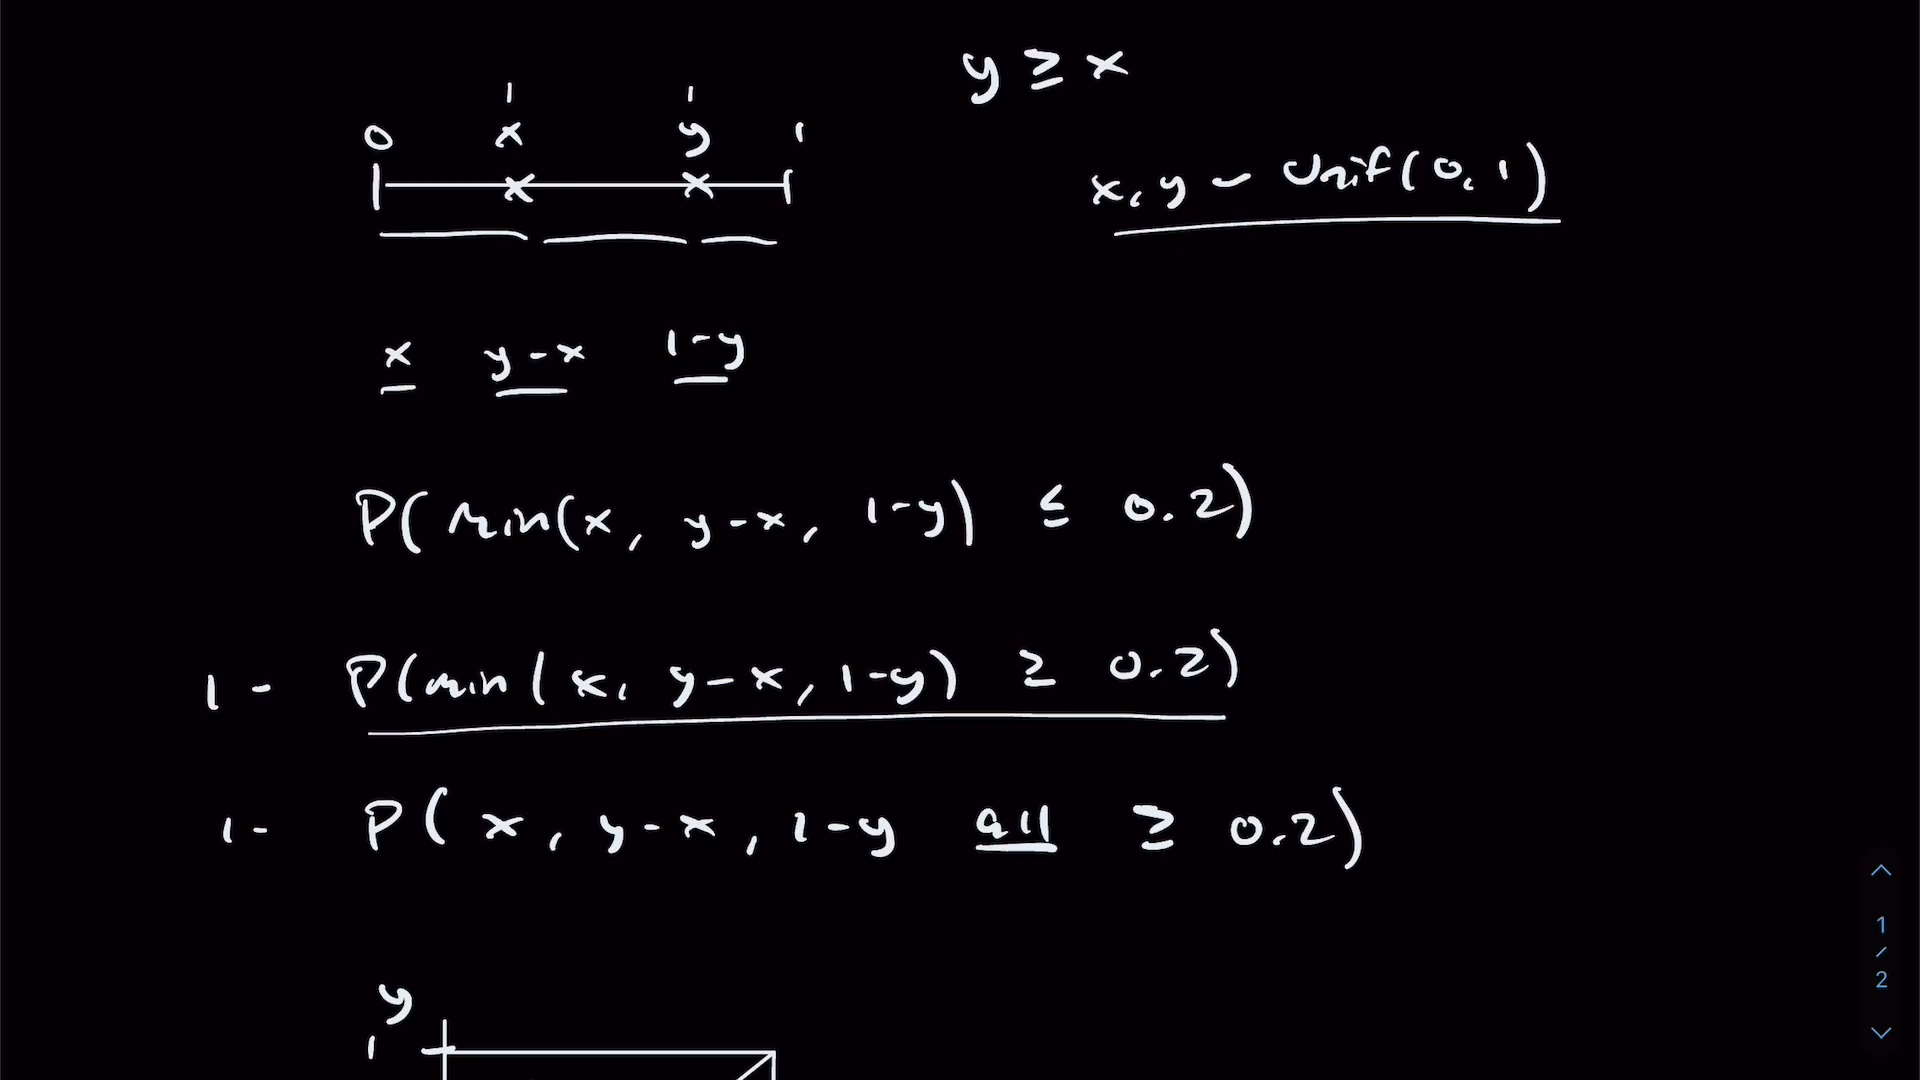 y ≥ x
0 x y 1
x, y ~ Unif(0, 1)
x y-x 1-y
P(min(x, y-x, 1-y) ≤ 0.2)
1 - P(min(x, y-x, 1-y) ≥ 0.2)
1 - P(x, y-x, 1-y all ≥ 0.2)
y
1
1
/
2